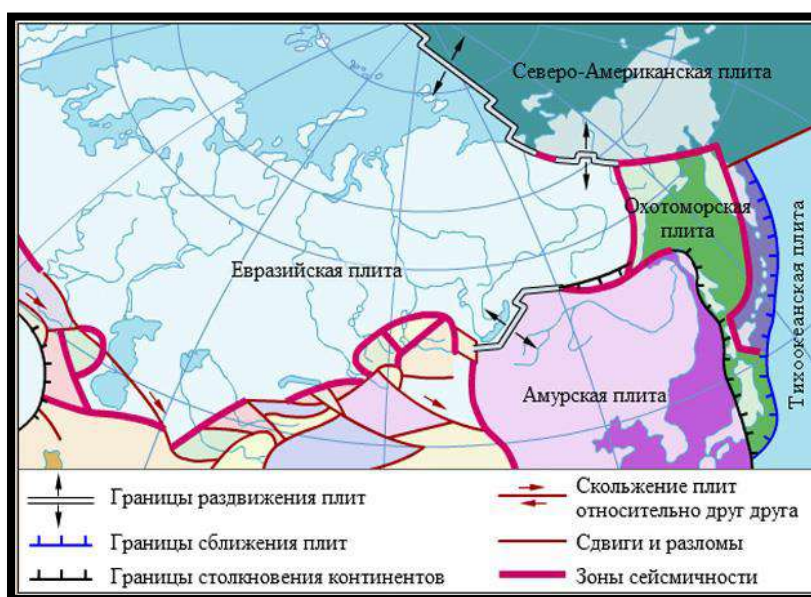 Северо-Американская плита
Охотоморская
плита
Евразийская плита
Тихоокеанская плита
Амурская плита
Границы раздвижения плит
Границы сближения плит
Границы столкновения континентов
Скольжение плит
относительно друг друга
Сдвиги и разломы
Зоны сейсмичности